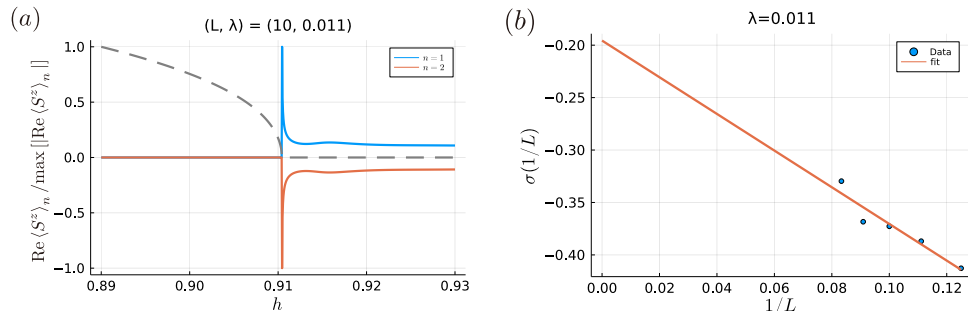 (a)
(L, λ) = (10, 0.011)
Re ⟨S^z⟩_n / max [|Re ⟨S^z⟩_n|]
1.0
0.5
0.0
−0.5
−1.0
n = 1
n − 2
0.89
0.90
0.91
0.92
0.93
h
(b)
λ=0.011
σ(1/L)
−0.20
−0.25
−0.30
−0.35
−0.40
Data
fit
0.00
0.02
0.04
0.06
0.08
0.10
0.12
1/L